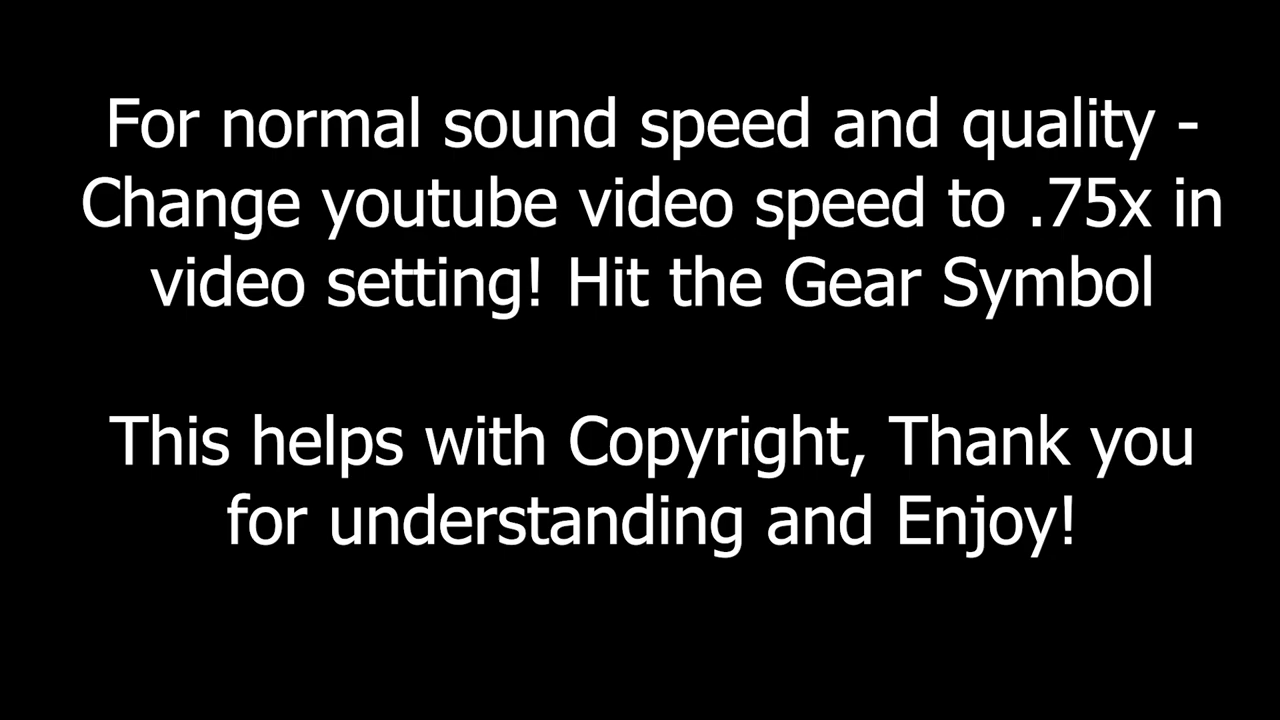 For normal sound speed and quality -
Change youtube video speed to .75x in
video setting! Hit the Gear Symbol
This helps with Copyright, Thank you
for understanding and Enjoy!